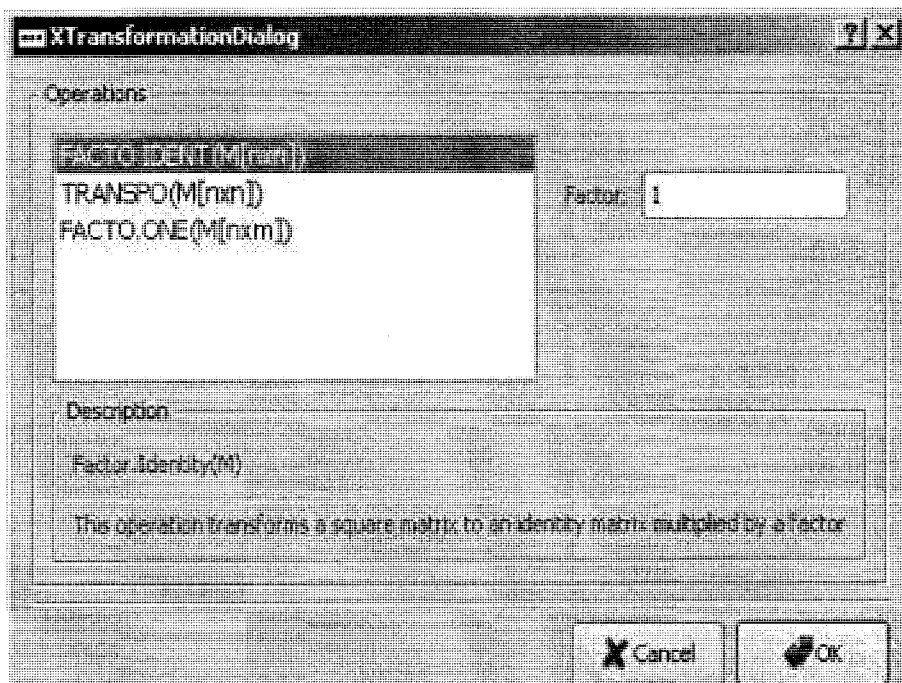 XTransformationDialog ? X
Operations
FACTO.IDENT(M[nxn])
TRANSPO(M[nxn])
FACTO.ONE(M[nxm])
Factor: 1
Description
Factor.Identity(M)
This operation transforms a square matrix to an identity matrix multiplied by a factor
Cancel
OK